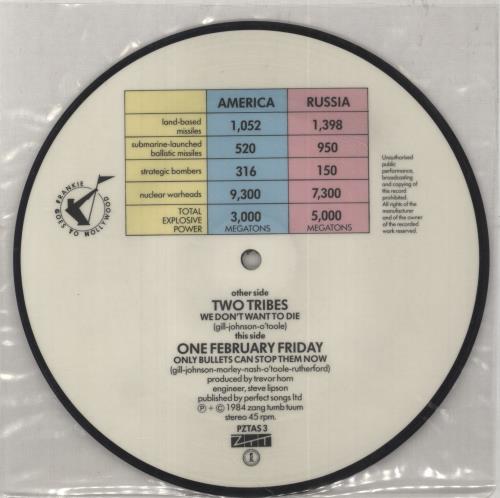 AMERICA RUSSIA
land-based missiles 1,052 1,398
submarine-launched ballistic missiles 520 950
strategic bombers 316 150
nuclear warheads 9,300 7,300
TOTAL EXPLOSIVE POWER 3,000 MEGATONS 5,000 MEGATONS
FRANKIE GOES TO HOLLYWOOD
Unauthorised
public
performance,
broadcasting
and copying of
this record
prohibited.
All rights of the
manufacturer
and of the owner
of the recorded
work reserved.
other side
TWO TRIBES
WE DON'T WANT TO DIE
(gill-johnson-o'toole)
this side
ONE FEBRUARY FRIDAY
ONLY BULLETS CAN STOP THEM NOW
(gill-johnson-morley-nash-o'toole-rutherford)
produced by trevor horn
engineer, steve lipson
published by perfect songs ltd
Ⓟ + © 1984 zang tumb tuum
stereo 45 rpm.
PZTAS 3
ZTT